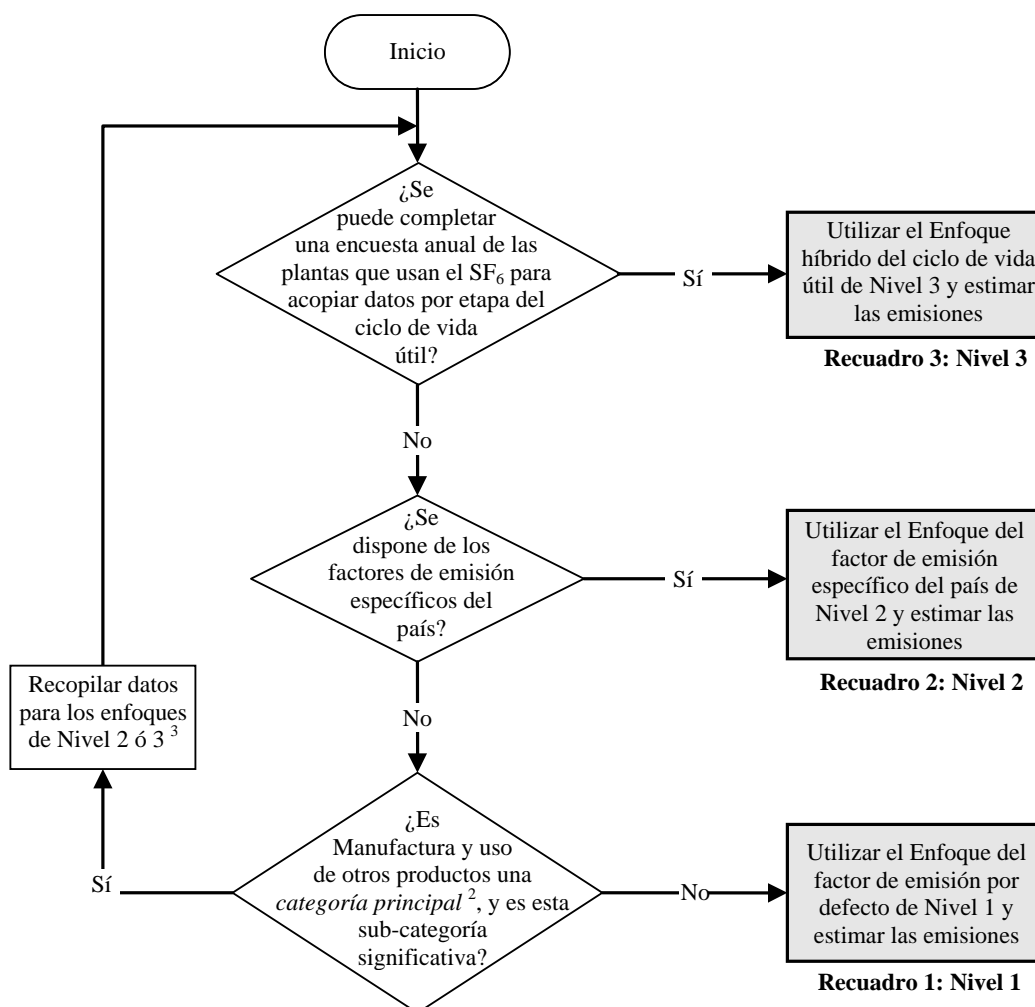 Inicio
¿Se
puede completar
una encuesta anual de las
plantas que usan el SF6 para
acopiar datos por etapa del
ciclo de vida
útil?
Sí
Utilizar el Enfoque
híbrido del ciclo de vida
útil de Nivel 3 y estimar
las emisiones
Recuadro 3: Nivel 3
No
¿Se
dispone de los
factores de emisión
específicos del
país?
Sí
Utilizar el Enfoque del
factor de emisión
específico del país de
Nivel 2 y estimar las
emisiones
Recuadro 2: Nivel 2
Recopilar datos
para los enfoques
de Nivel 2 ó 3 3
No
¿Es
Manufactura y uso
de otros productos una
categoría principal 2, y es esta
sub-categoría
significativa?
Sí
No
Utilizar el Enfoque del
factor de emisión por
defecto de Nivel 1 y
estimar las emisiones
Recuadro 1: Nivel 1